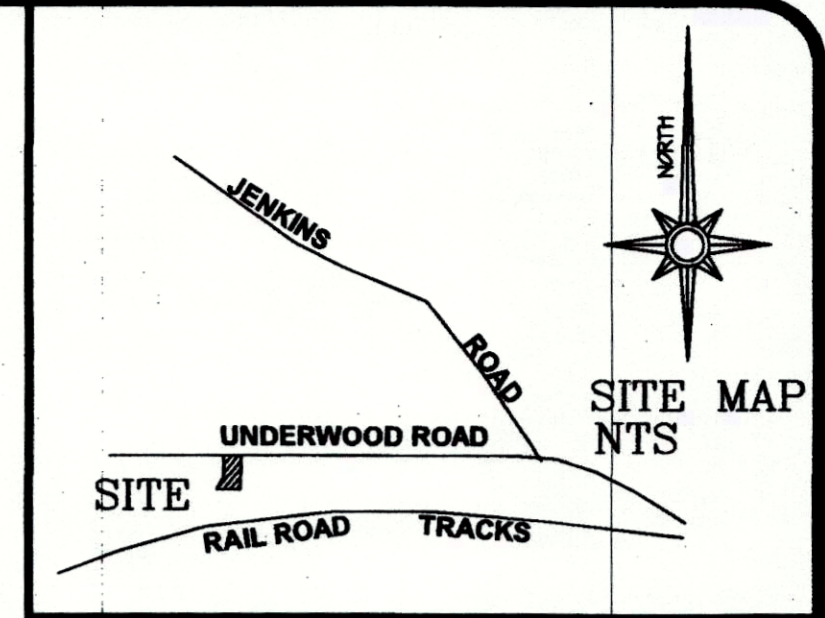 NORTH
JENKINS
ROAD
SITE MAP
NTS
UNDERWOOD ROAD
SITE
RAIL ROAD TRACKS